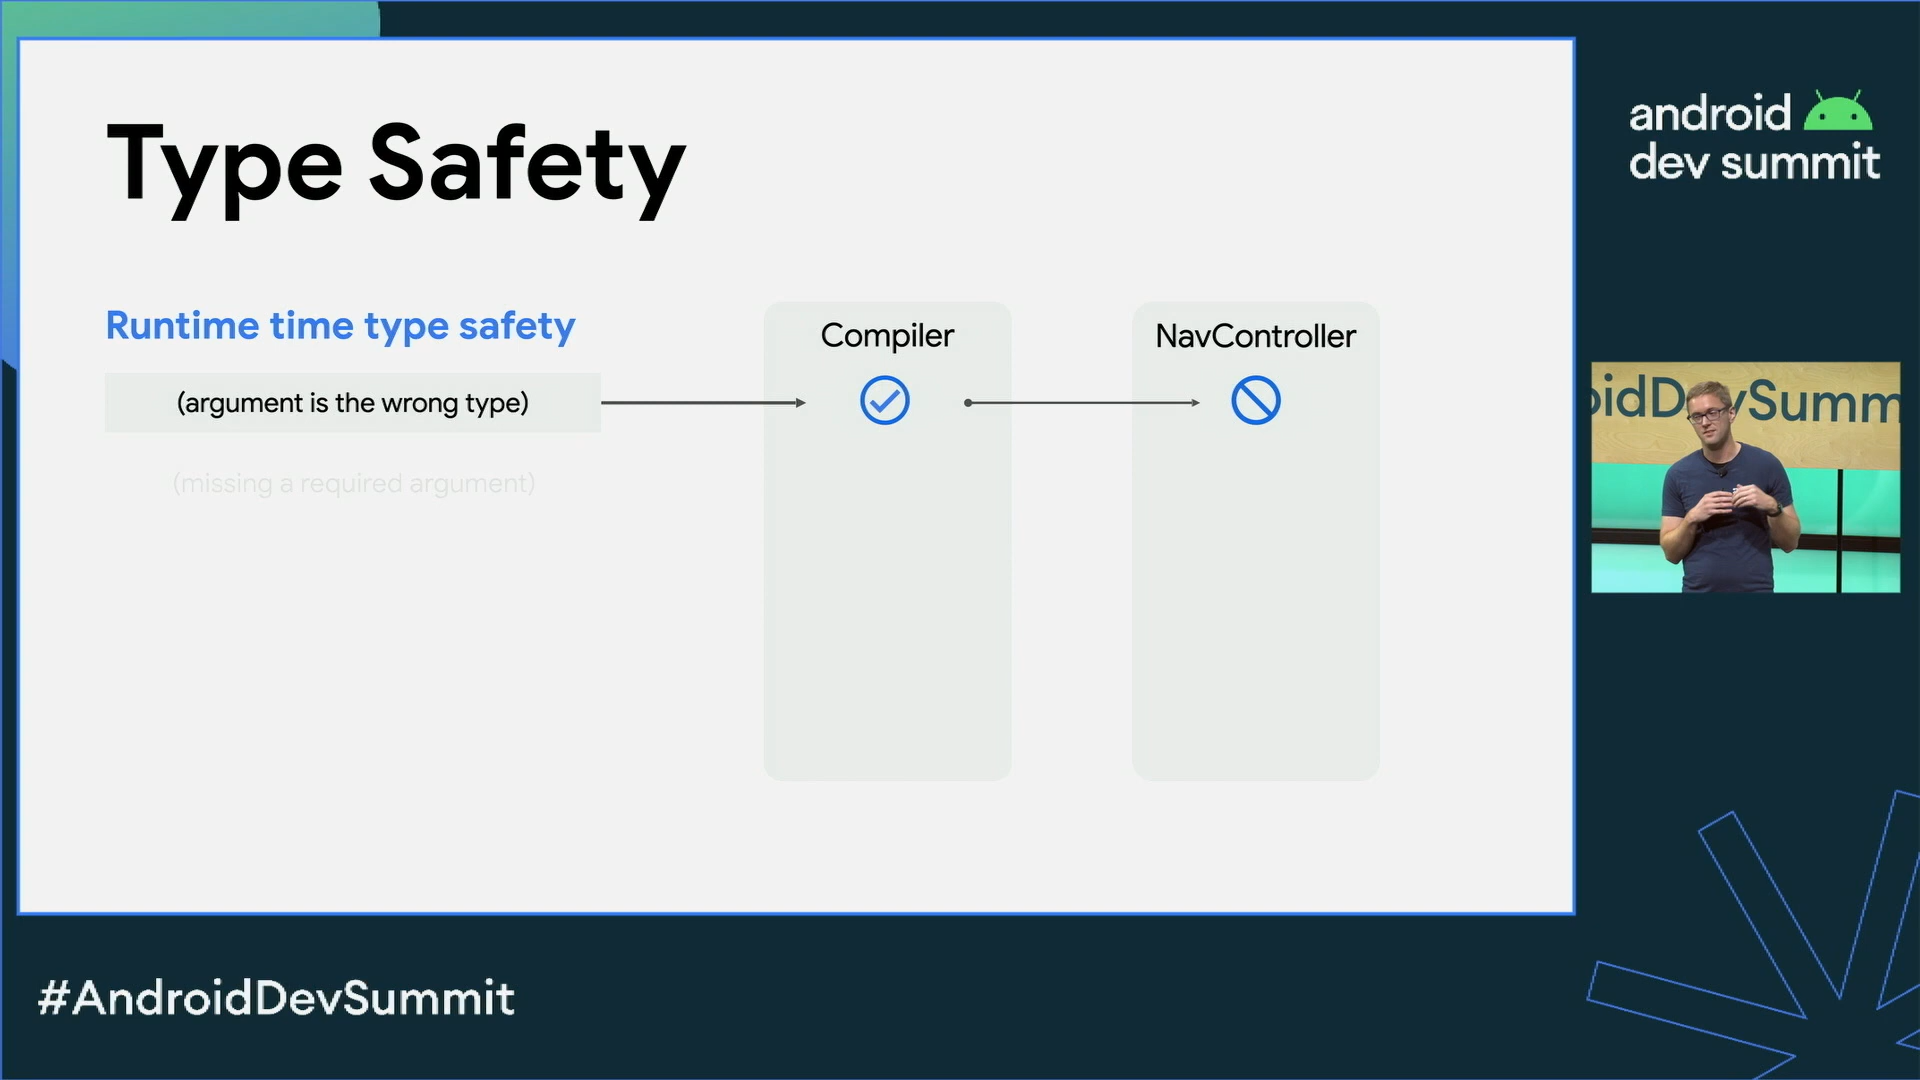 Type Safety
Runtime time type safety
(argument is the wrong type)
(missing a required argument)
Compiler
NavController
android
dev summit
oidDevSumm
#AndroidDevSummit